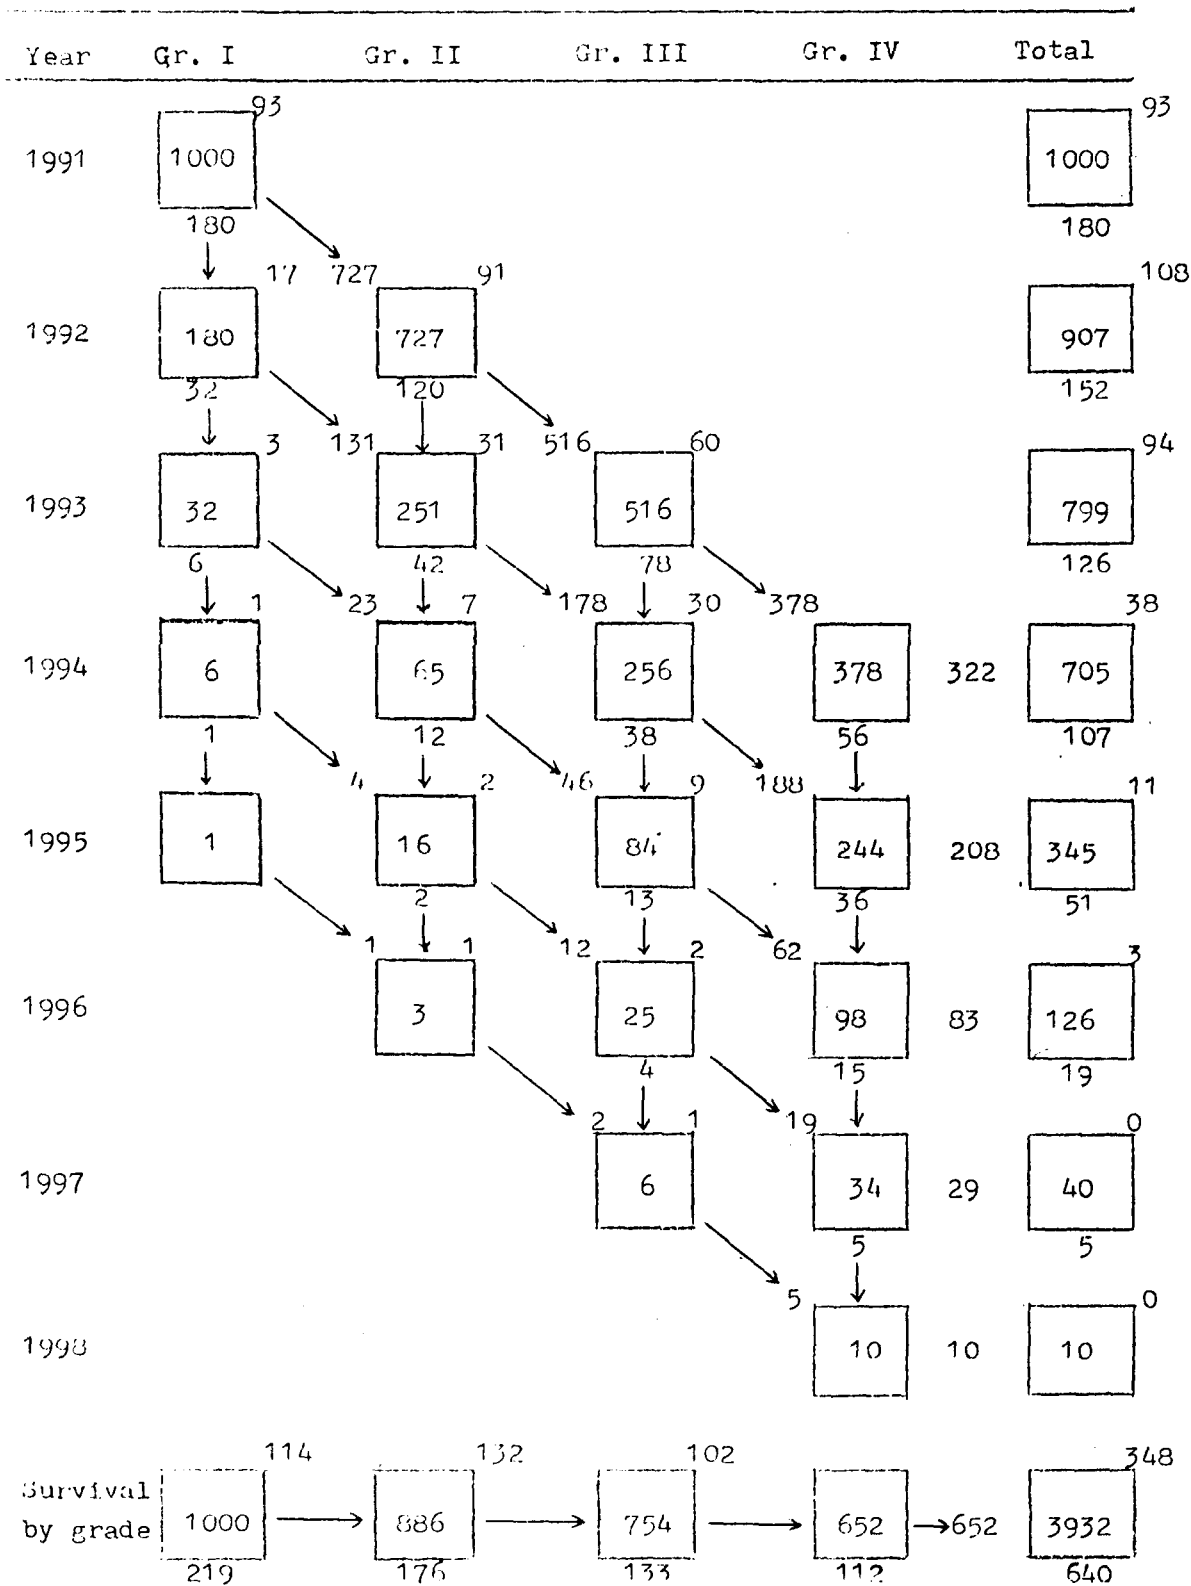 Year Gr. I Gr. II Gr. III Gr. IV Total
93 93
1991 1000 1000
180 180
17 727 91 108
1992 180 727 907
32 120 152
3 131 31 516 60 94
1993 32 251 516 799
6 42 78 126
1 23 7 178 30 378 38
1994 6 65 256 378 322 705
1 12 38 56 107
4 2 46 9 188 11
1995 1 16 84 244 208 345
2 13 36 51
1 1 12 2 62 3
1996 3 25 98 83 126
4 15 19
2 1 19 0
1997 6 34 29 40
5 5
5 0
1998 10 10 10
114 132 102 348
Survival
by grade 1000 886 754 652 652 3932
219 176 133 112 640